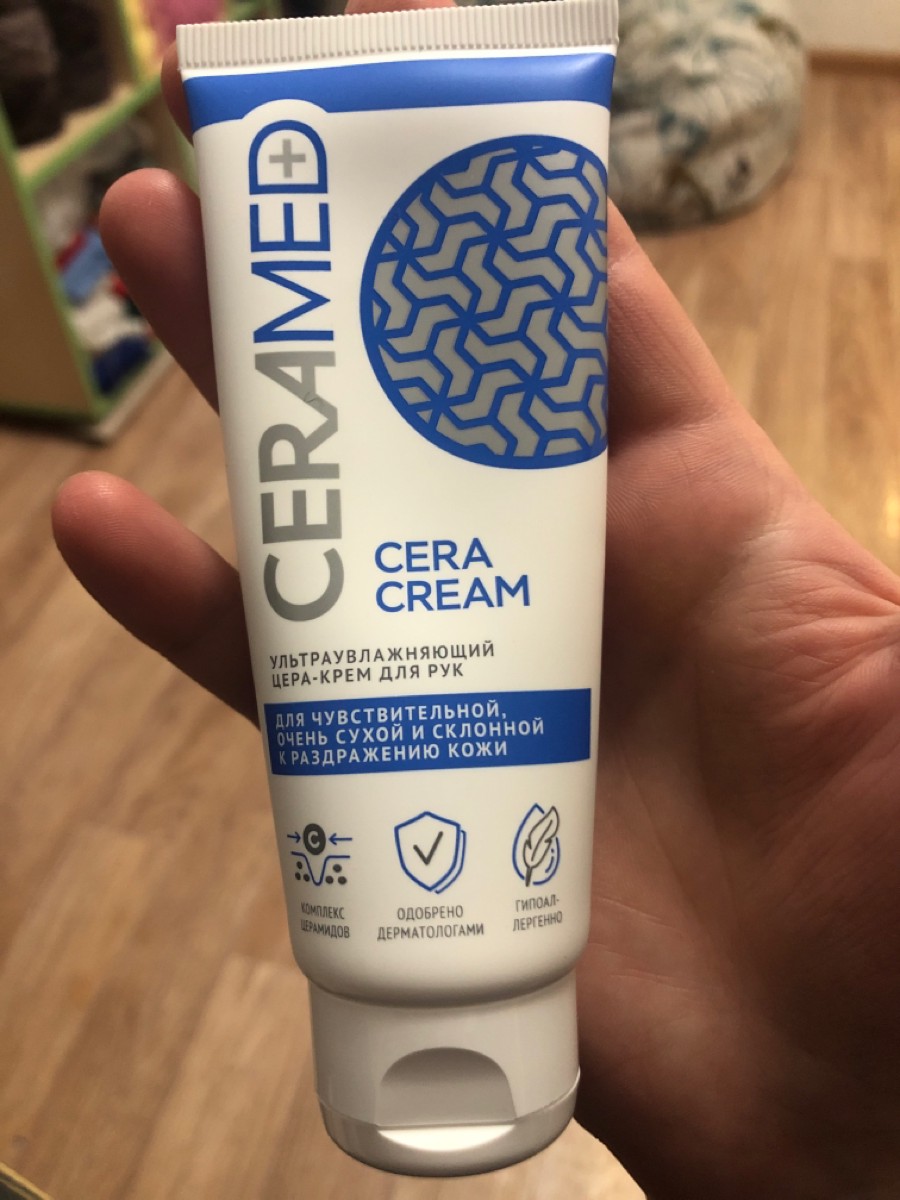 CERAMED+
CERA
CREAM
УЛЬТРАУВЛАЖНЯЮЩИЙ
ЦЕРА-КРЕМ ДЛЯ РУК
ДЛЯ ЧУВСТВИТЕЛЬНОЙ,
ОЧЕНЬ СУХОЙ И СКЛОННОЙ
К РАЗДРАЖЕНИЮ КОЖИ
C
КОМПЛЕКС
ЦЕРАМИДОВ
ОДОБРЕНО
ДЕРМАТОЛОГАМИ
ГИПОАЛ-
ЛЕРГЕННО